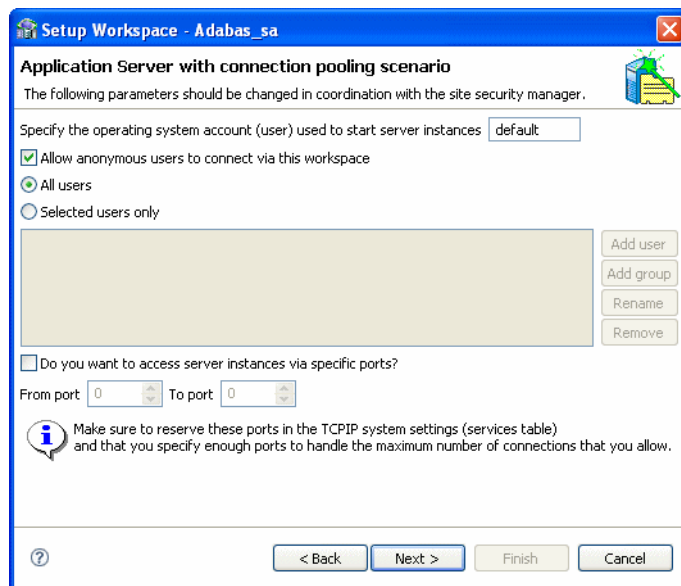 Setup Workspace - Adabas_sa
Application Server with connection pooling scenario
The following parameters should be changed in coordination with the site security manager.
Specify the operating system account (user) used to start server instances default
Allow anonymous users to connect via this workspace
All users
Selected users only
Add user
Add group
Rename
Remove
Do you want to access server instances via specific ports?
From port 0 To port 0
Make sure to reserve these ports in the TCPIP system settings (services table)
and that you specify enough ports to handle the maximum number of connections that you allow.
< Back Next > Finish Cancel